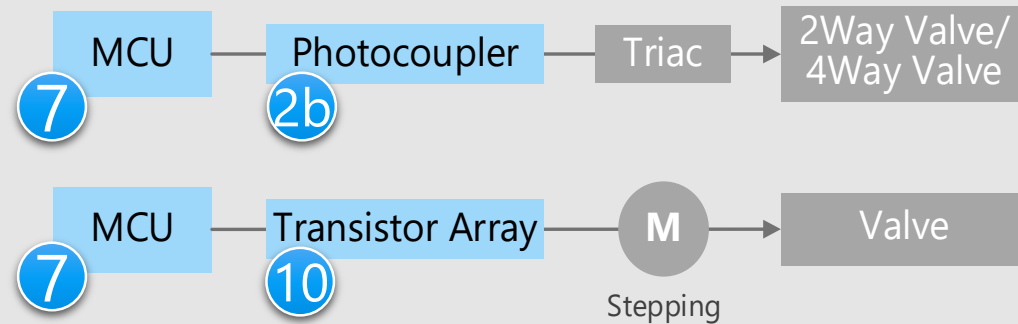 MCU
Photocoupler
Triac
2Way Valve/
4Way Valve
7
2b
MCU
Transistor Array
M
Valve
7
10
Stepping